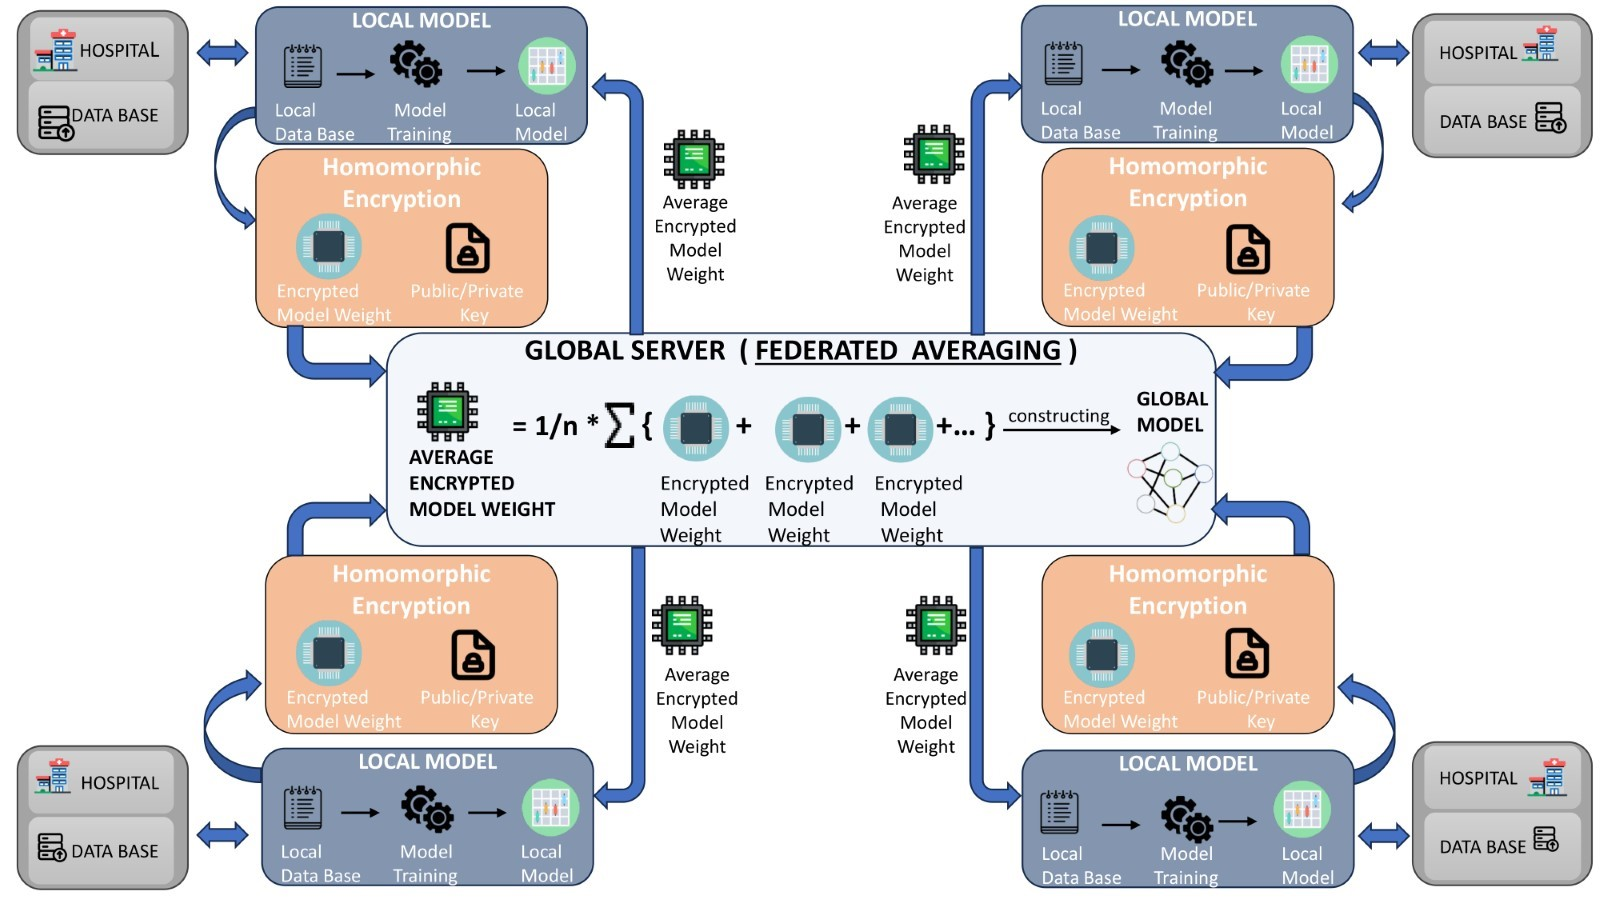 LOCAL MODEL
HOSPITAL
DATA BASE
Local
Data Base
Model
Training
Local
Model
Homomorphic
Encryption
Encrypted
Model Weight
Public/Private
Key
Average
Encrypted
Model
Weight
LOCAL MODEL
HOSPITAL
DATA BASE
Local
Data Base
Model
Training
Local
Model
Homomorphic
Encryption
Encrypted
Model Weight
Public/Private
Key
Average
Encrypted
Model
Weight
GLOBAL SERVER ( FEDERATED AVERAGING )
= 1/n * ∑ { + + +... }
constructing
GLOBAL
MODEL
AVERAGE
ENCRYPTED
MODEL WEIGHT
Encrypted
Model
Weight
Encrypted
Model
Weight
Encrypted
Model
Weight
Homomorphic
Encryption
Encrypted
Model Weight
Public/Private
Key
Average
Encrypted
Model
Weight
LOCAL MODEL
HOSPITAL
DATA BASE
Local
Data Base
Model
Training
Local
Model
Average
Encrypted
Model
Weight
Homomorphic
Encryption
Encrypted
Model Weight
Public/Private
Key
LOCAL MODEL
HOSPITAL
DATA BASE
Local
Data Base
Model
Training
Local
Model